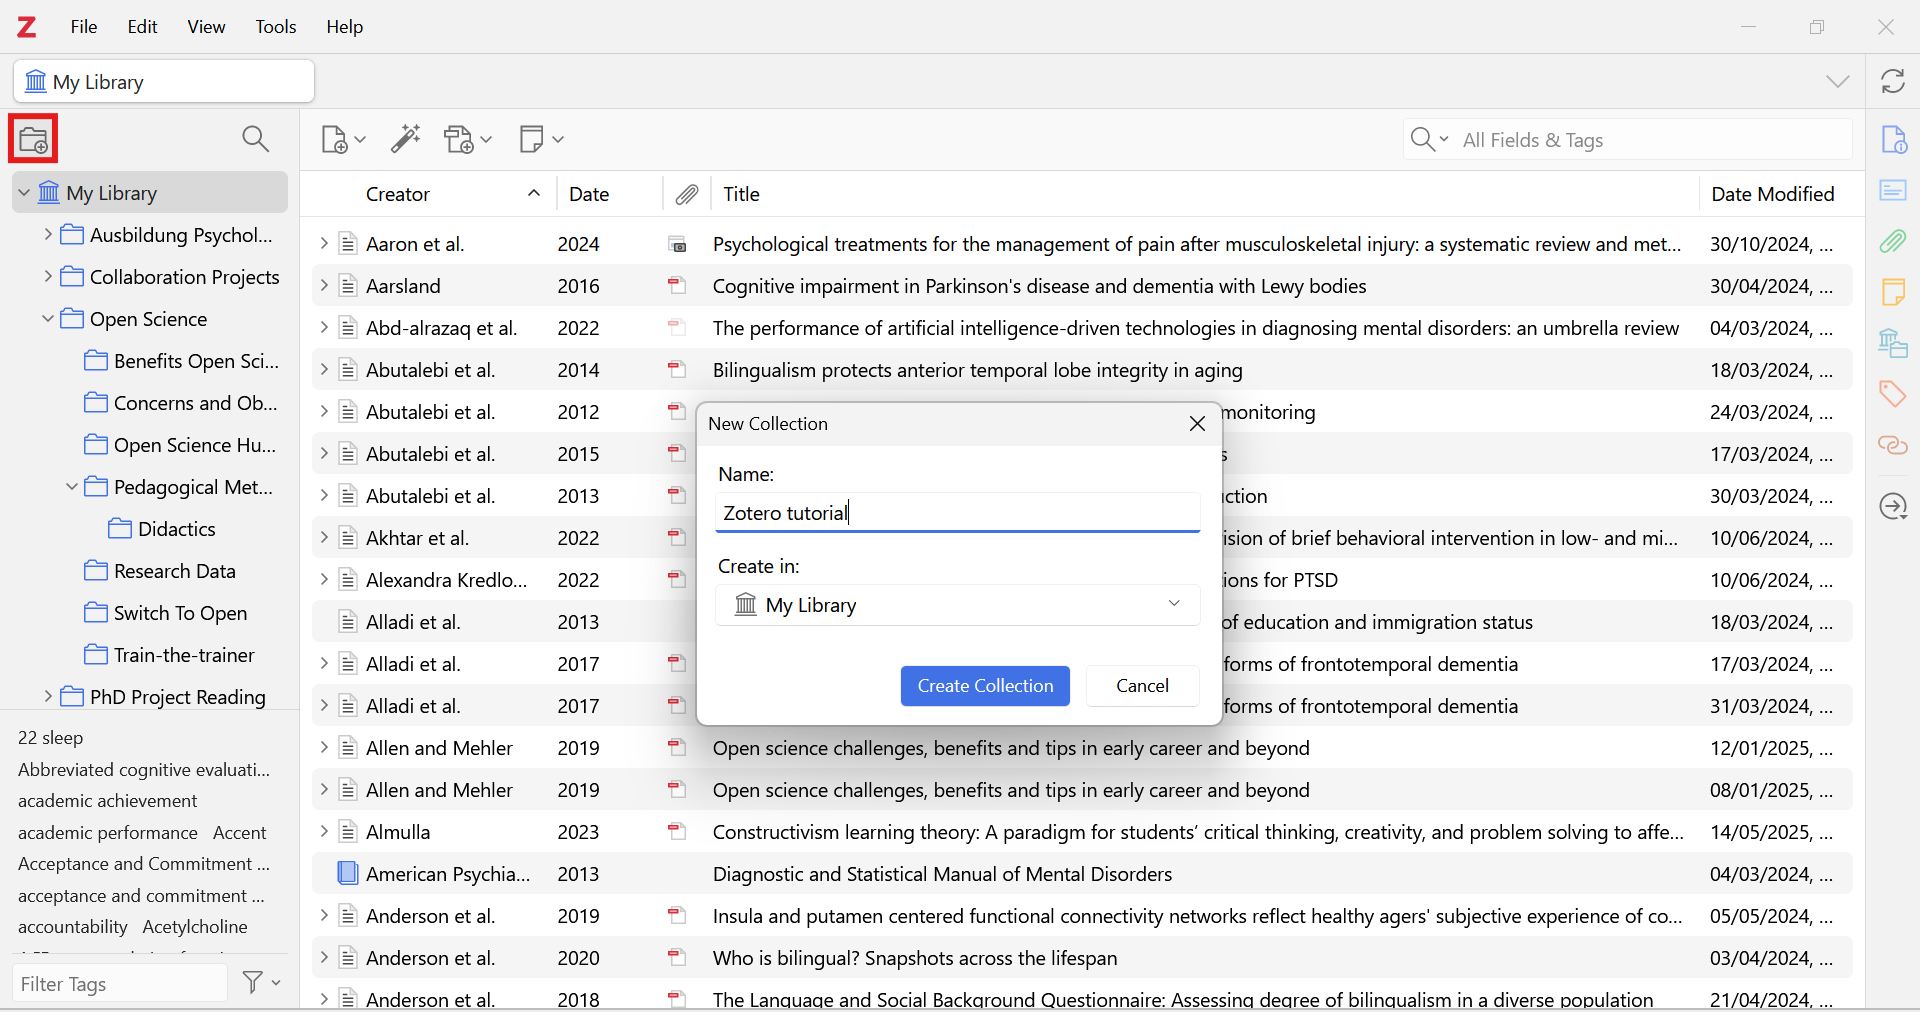 Z File Edit View Tools Help
My Library
All Fields & Tags
My Library
Ausbildung Psychol...
Collaboration Projects
Open Science
Benefits Open Sci...
Concerns and Ob...
Open Science Hu...
Pedagogical Met...
Didactics
Research Data
Switch To Open
Train-the-trainer
PhD Project Reading
22 sleep
Abbreviated cognitive evaluati...
academic achievement
academic performance Accent
Acceptance and Commitment ...
acceptance and commitment ...
accountability Acetylcholine
Filter Tags
Creator Date Title Date Modified
Aaron et al. 2024 Psychological treatments for the management of pain after musculoskeletal injury: a systematic review and met... 30/10/2024, ...
Aarsland 2016 Cognitive impairment in Parkinson's disease and dementia with Lewy bodies 30/04/2024, ...
Abd-alrazaq et al. 2022 The performance of artificial intelligence-driven technologies in diagnosing mental disorders: an umbrella review 04/03/2024, ...
Abutalebi et al. 2014 Bilingualism protects anterior temporal lobe integrity in aging 18/03/2024, ...
Abutalebi et al. 2012 monitoring 24/03/2024, ...
Abutalebi et al. 2015 s 17/03/2024, ...
Abutalebi et al. 2013 ction 30/03/2024, ...
Akhtar et al. 2022 ision of brief behavioral intervention in low- and mi... 10/06/2024, ...
Alexandra Kredlo... 2022 ions for PTSD 10/06/2024, ...
Alladi et al. 2013 of education and immigration status 18/03/2024, ...
Alladi et al. 2017 forms of frontotemporal dementia 17/03/2024, ...
Alladi et al. 2017 forms of frontotemporal dementia 31/03/2024, ...
Allen and Mehler 2019 Open science challenges, benefits and tips in early career and beyond 12/01/2025, ...
Allen and Mehler 2019 Open science challenges, benefits and tips in early career and beyond 08/01/2025, ...
Almulla 2023 Constructivism learning theory: A paradigm for students’ critical thinking, creativity, and problem solving to affe... 14/05/2025, ...
American Psychia... 2013 Diagnostic and Statistical Manual of Mental Disorders 04/03/2024, ...
Anderson et al. 2019 Insula and putamen centered functional connectivity networks reflect healthy agers' subjective experience of co... 05/05/2024, ...
Anderson et al. 2020 Who is bilingual? Snapshots across the lifespan 03/04/2024, ...
Anderson et al. 2018 The Language and Social Background Questionnaire: Assessing degree of bilingualism in a diverse population 21/04/2024, ...
New Collection
Name:
Zotero tutorial
Create in:
My Library
Create Collection Cancel